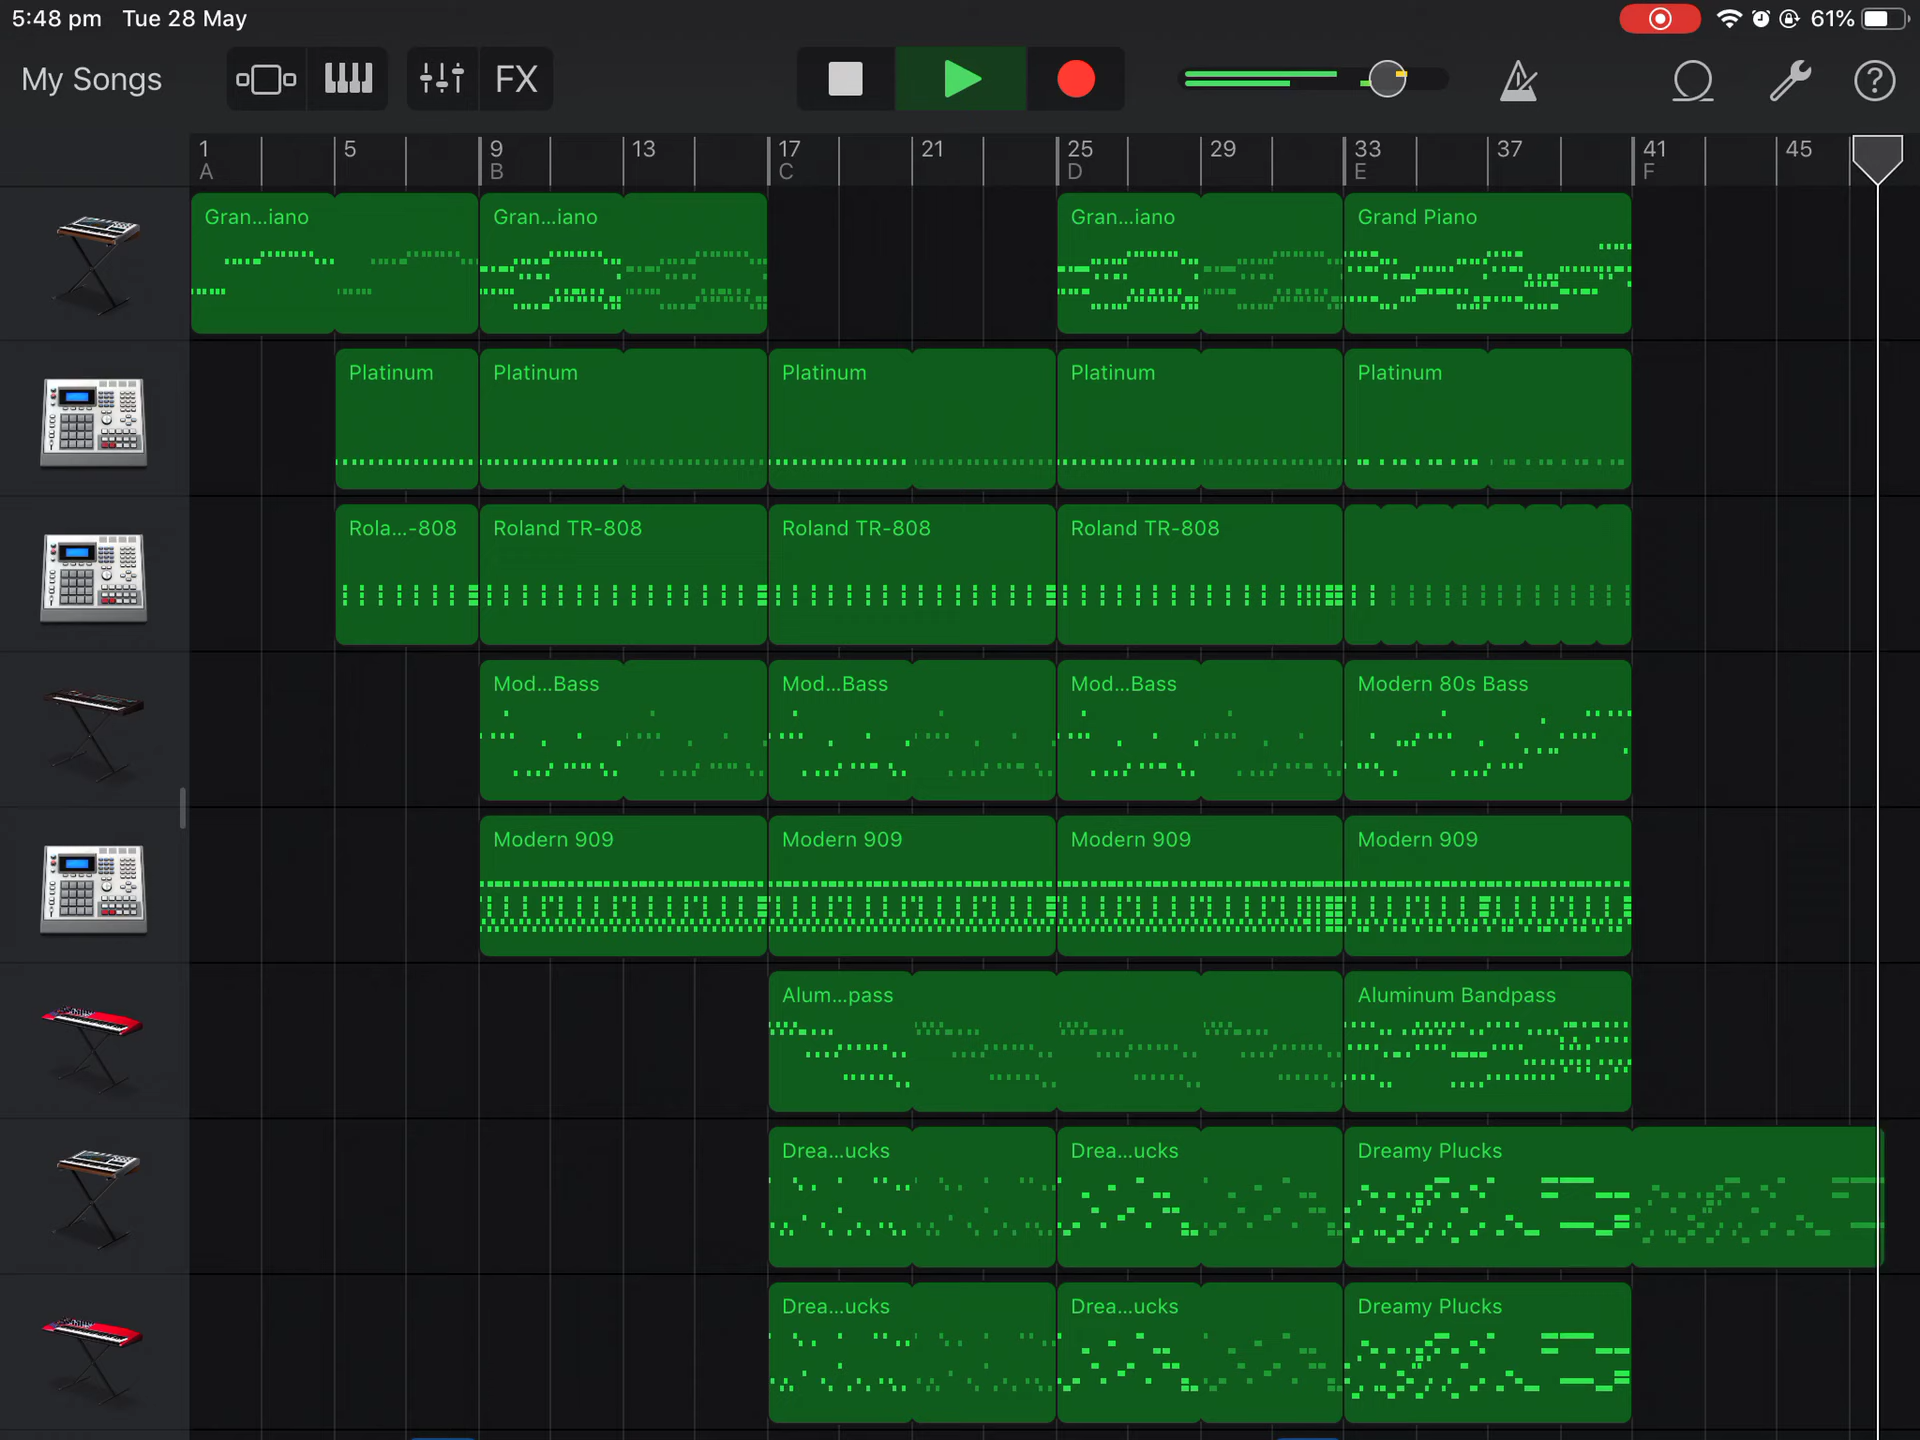 5:48 pm Tue 28 May 61%
My Songs FX
1 5 9 13 17 21 25 29 33 37 41 45
A B C D E F
Gran...iano Gran...iano Gran...iano Grand Piano
Platinum Platinum Platinum Platinum Platinum
Rola...-808 Roland TR-808 Roland TR-808 Roland TR-808
Mod...Bass Mod...Bass Mod...Bass Modern 80s Bass
Modern 909 Modern 909 Modern 909 Modern 909
Alum...pass Aluminum Bandpass
Drea...ucks Drea...ucks Dreamy Plucks
Drea...ucks Drea...ucks Dreamy Plucks